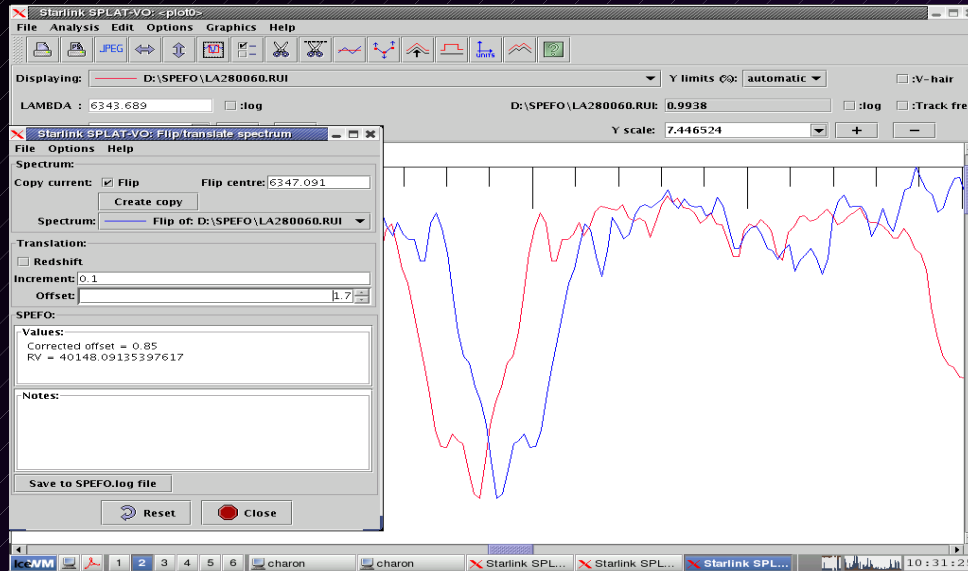 Starlink SPLAT-VO: <plot0>
File Analysis Edit Options Graphics Help
JPEG UNITS ?
Displaying: D:\SPEFO\LA280060.RUI Y limits (%): automatic :V-hair
LAMBDA : 6343.689 :log D:\SPEFO\LA280060.RUI: 0.9938 :log :Track fre
Y scale: 7.446524 + −
Starlink SPLAT-VO: Flip/translate spectrum
File Options Help
Spectrum:
Copy current: Flip Flip centre: 6347.091
Create copy
Spectrum: Flip of: D:\SPEFO\LA280060.RUI
Translation:
Redshift
Increment: 0.1
Offset: 1.7
SPEFO:
Values:
Corrected offset = 0.85
RV = 40148.09135397617
Notes:
Save to SPEFO.log file
Reset Close
IceWM 1 2 3 4 5 6 charon charon Starlink SPL... Starlink SPL... Starlink SPL...